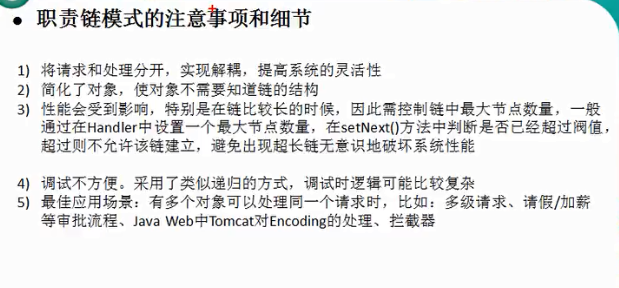 • 职责链模式的注意事项和细节
1) 将请求和处理分开，实现解耦，提高系统的灵活性
2) 简化了对象，使对象不需要知道链的结构
3) 性能会受到影响，特别是在链比较长的时候，因此需控制链中最大节点数量，一般
通过在Handler中设置一个最大节点数量，在setNext()方法中判断是否已经超过阀值，
超过则不允许该链建立，避免出现超长链无意识地破坏系统性能
4) 调试不方便。采用了类似递归的方式，调试时逻辑可能比较复杂
5) 最佳应用场景：有多个对象可以处理同一个请求时，比如：多级请求、请假/加薪
等审批流程、Java Web中Tomcat对Encoding的处理、拦截器